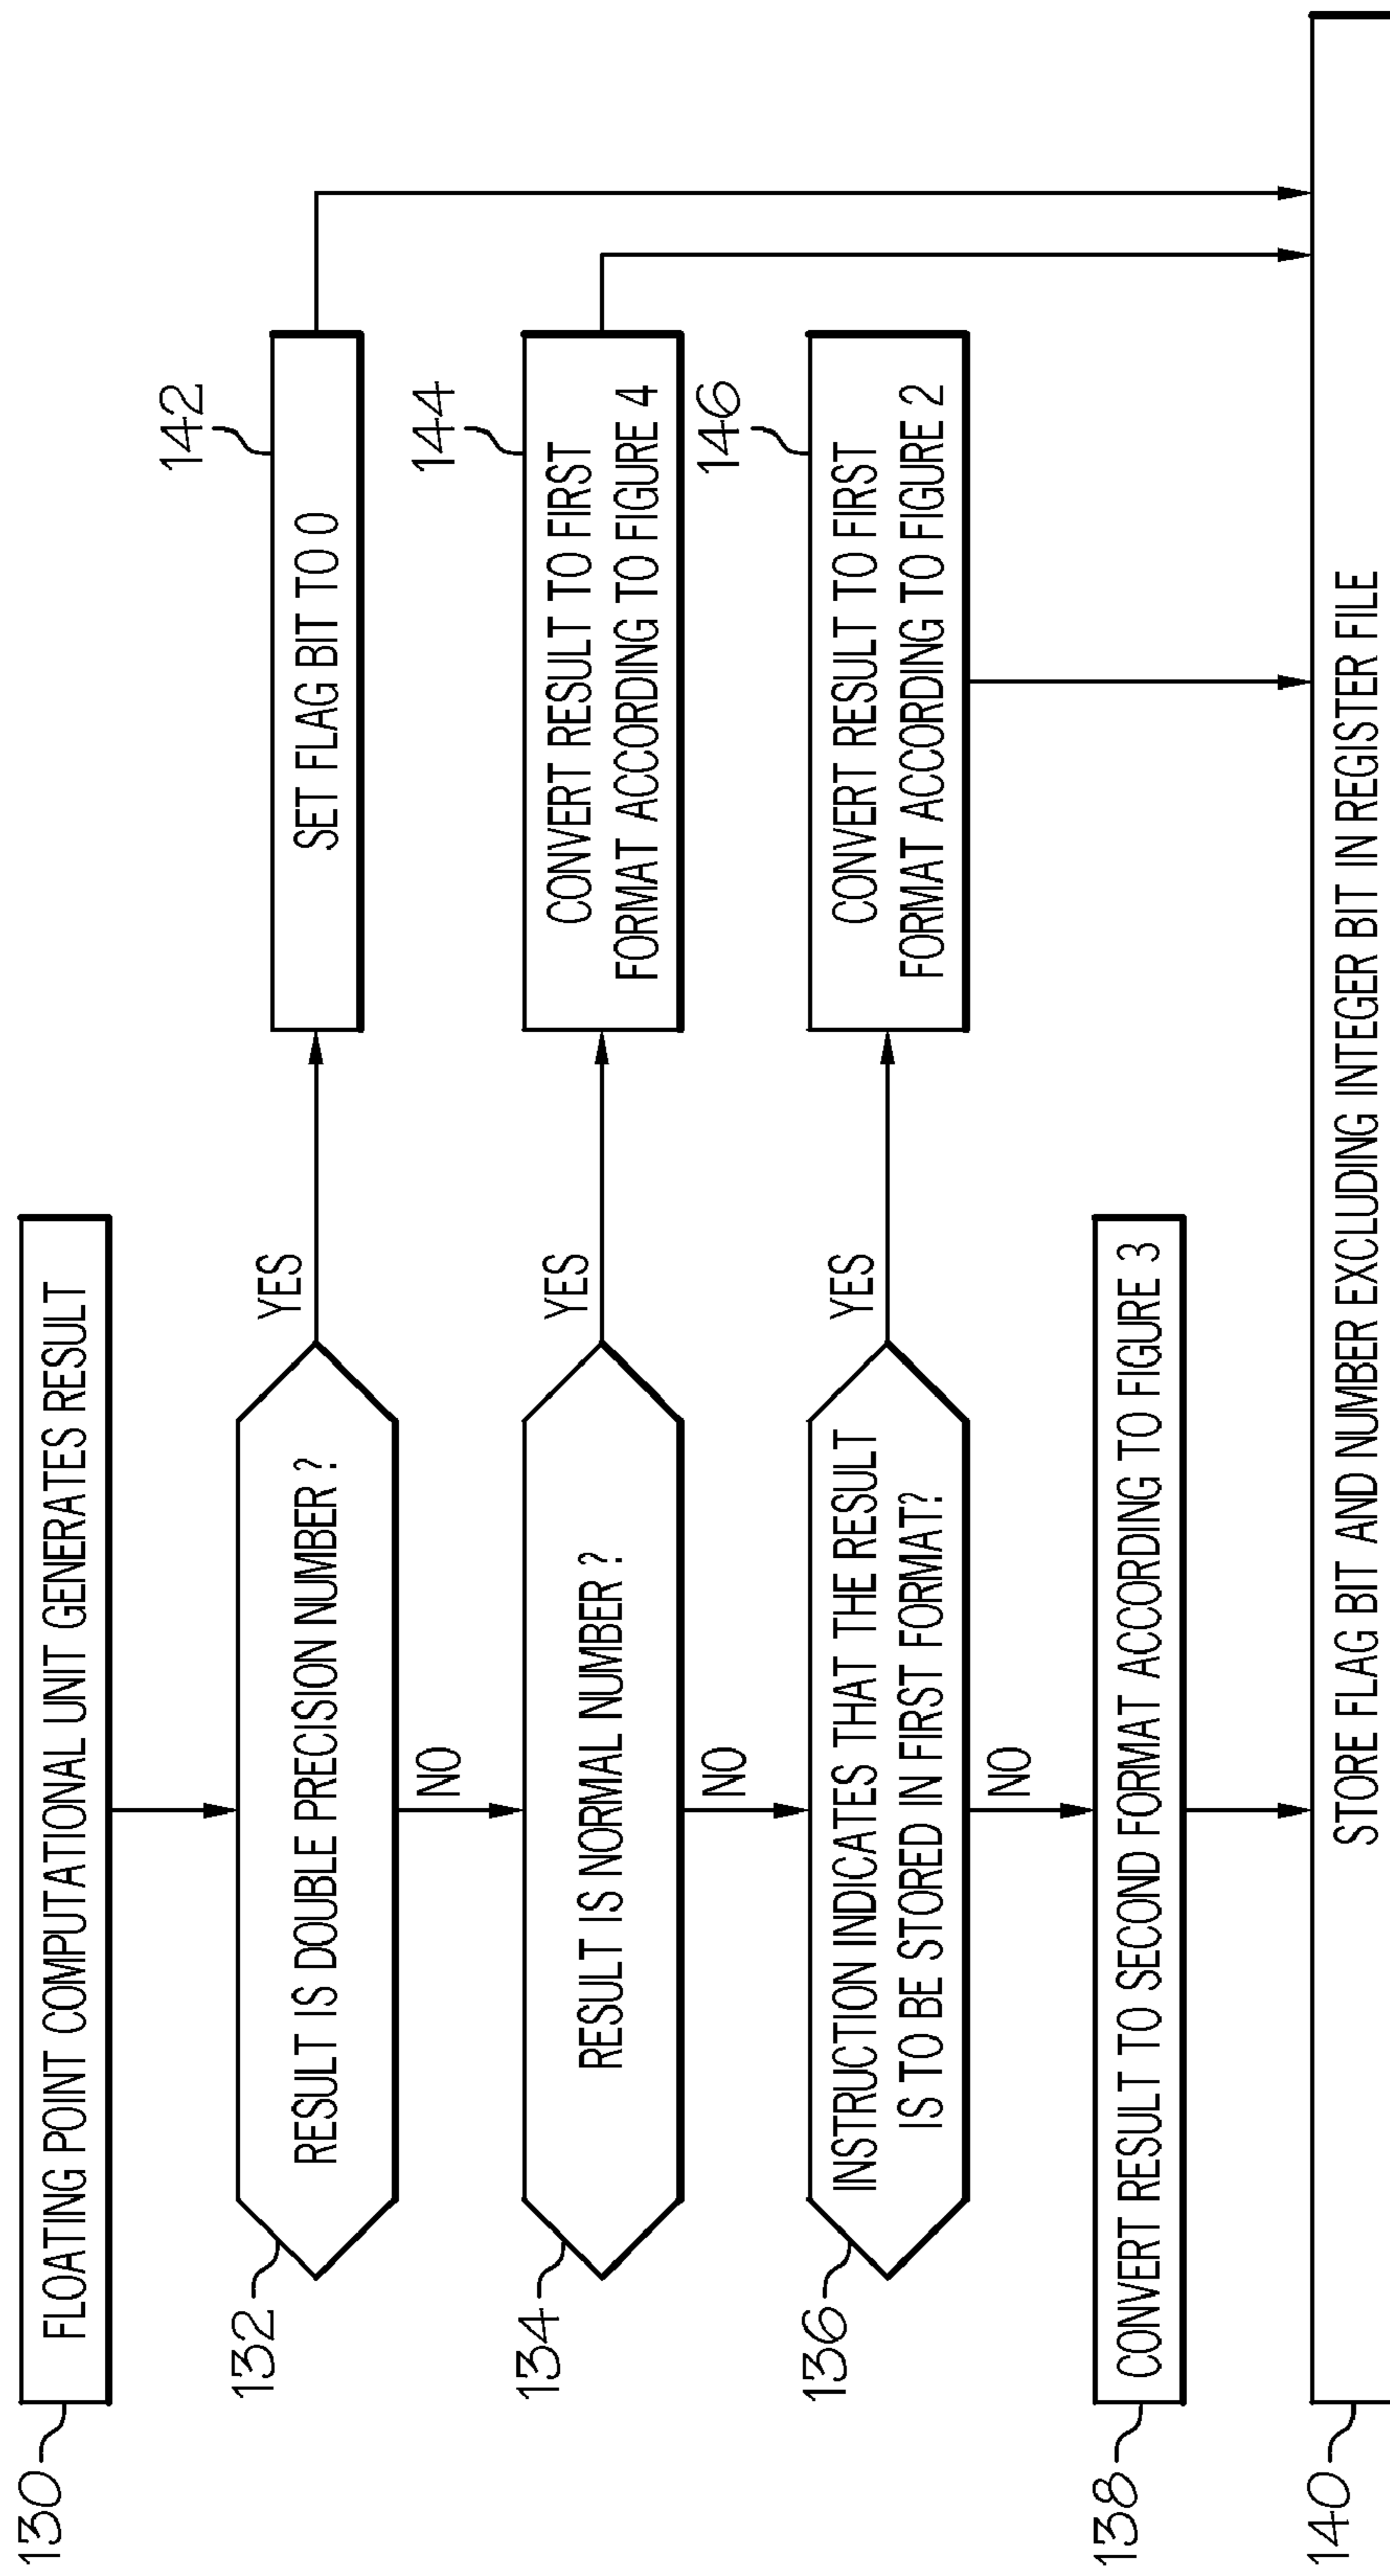 130
FLOATING POINT COMPUTATIONAL UNIT GENERATES RESULT
132
RESULT IS DOUBLE PRECISION NUMBER ?
YES
142
SET FLAG BIT TO 0
NO
134
RESULT IS NORMAL NUMBER ?
YES
144
CONVERT RESULT TO FIRST
FORMAT ACCORDING TO FIGURE 4
NO
136
INSTRUCTION INDICATES THAT THE RESULT
IS TO BE STORED IN FIRST FORMAT?
YES
146
CONVERT RESULT TO FIRST
FORMAT ACCORDING TO FIGURE 2
NO
138
CONVERT RESULT TO SECOND FORMAT ACCORDING TO FIGURE 3
140
STORE FLAG BIT AND NUMBER EXCLUDING INTEGER BIT IN REGISTER FILE